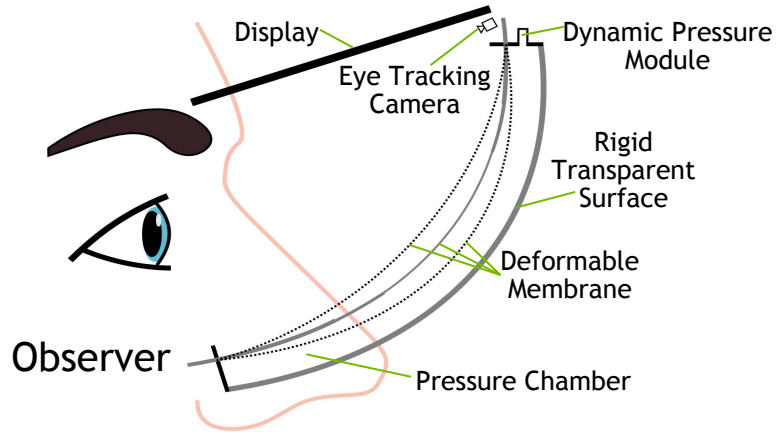 Display
Dynamic Pressure
Module
Eye Tracking
Camera
Rigid
Transparent
Surface
Deformable
Membrane
Observer
Pressure Chamber